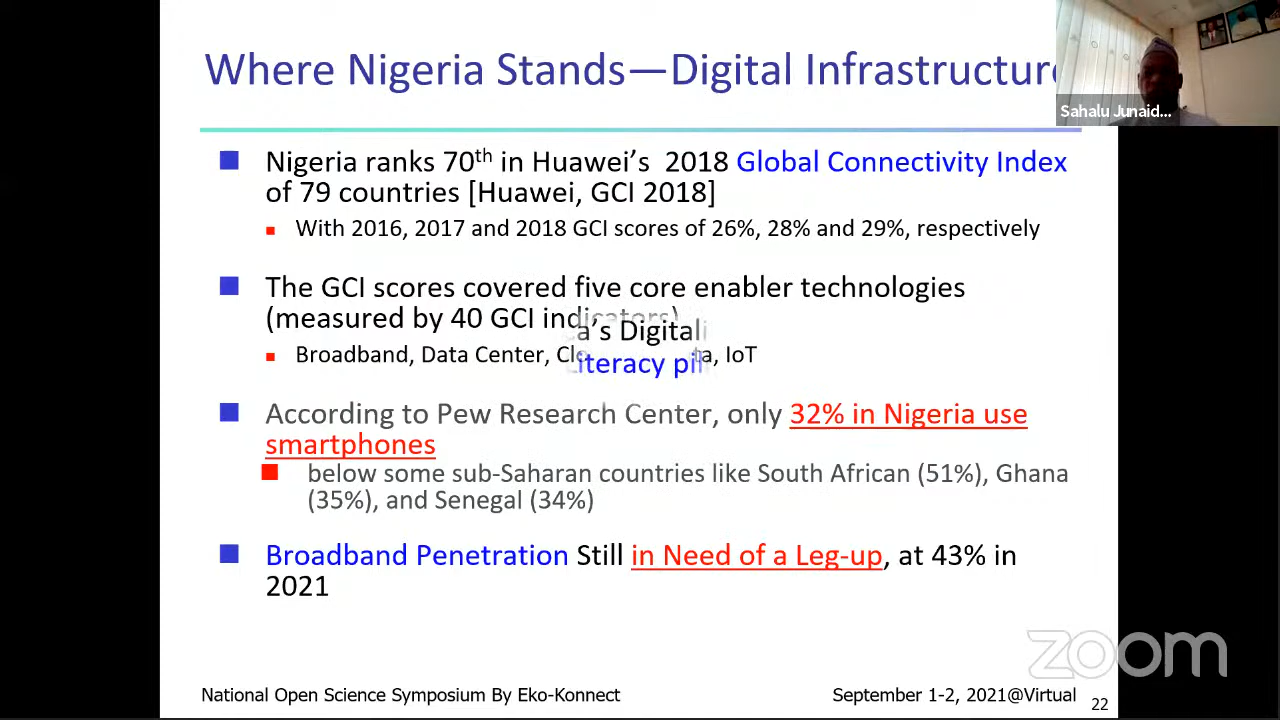 Where Nigeria Stands—Digital Infrastructure
Sahalu Junaid...
Nigeria ranks 70th in Huawei's 2018 Global Connectivity Index
of 79 countries [Huawei, GCI 2018]
With 2016, 2017 and 2018 GCI scores of 26%, 28% and 29%, respectively
The GCI scores covered five core enabler technologies
(measured by 40 GCI indicators)
a's Digitali
Broadband, Data Center, Clo ta, IoT
iteracy pil
According to Pew Research Center, only 32% in Nigeria use
smartphones
below some sub-Saharan countries like South African (51%), Ghana
(35%), and Senegal (34%)
Broadband Penetration Still in Need of a Leg-up, at 43% in
2021
zoom
National Open Science Symposium By Eko-Konnect
September 1-2, 2021@Virtual
22